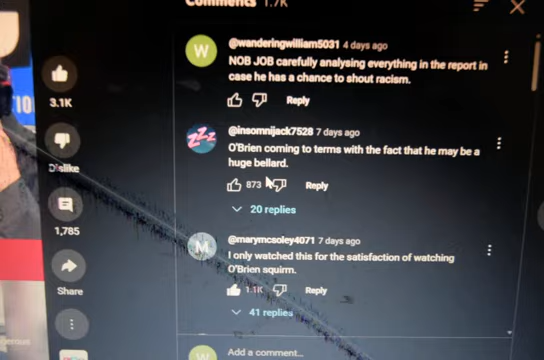 Comments 1.7K
W
@wanderingwilliam5031 4 days ago
NOB JOB carefully analysing everything in the report in
case he has a chance to shout racism.
Reply
3.1K
Dislike
1,785
Share
@insomnijack7528 7 days ago
O'Brien coming to terms with the fact that he may be a
huge bellard.
873
Reply
20 replies
M
@marymcsoley4071 7 days ago
I only watched this for the satisfaction of watching
O'Brien squirm.
1.1K
Reply
41 replies
W
Add a comment...